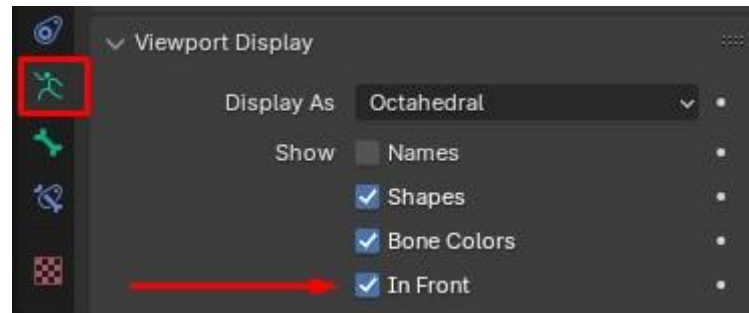 Viewport Display
Display As Octahedral
Show Names
Shapes
Bone Colors
In Front